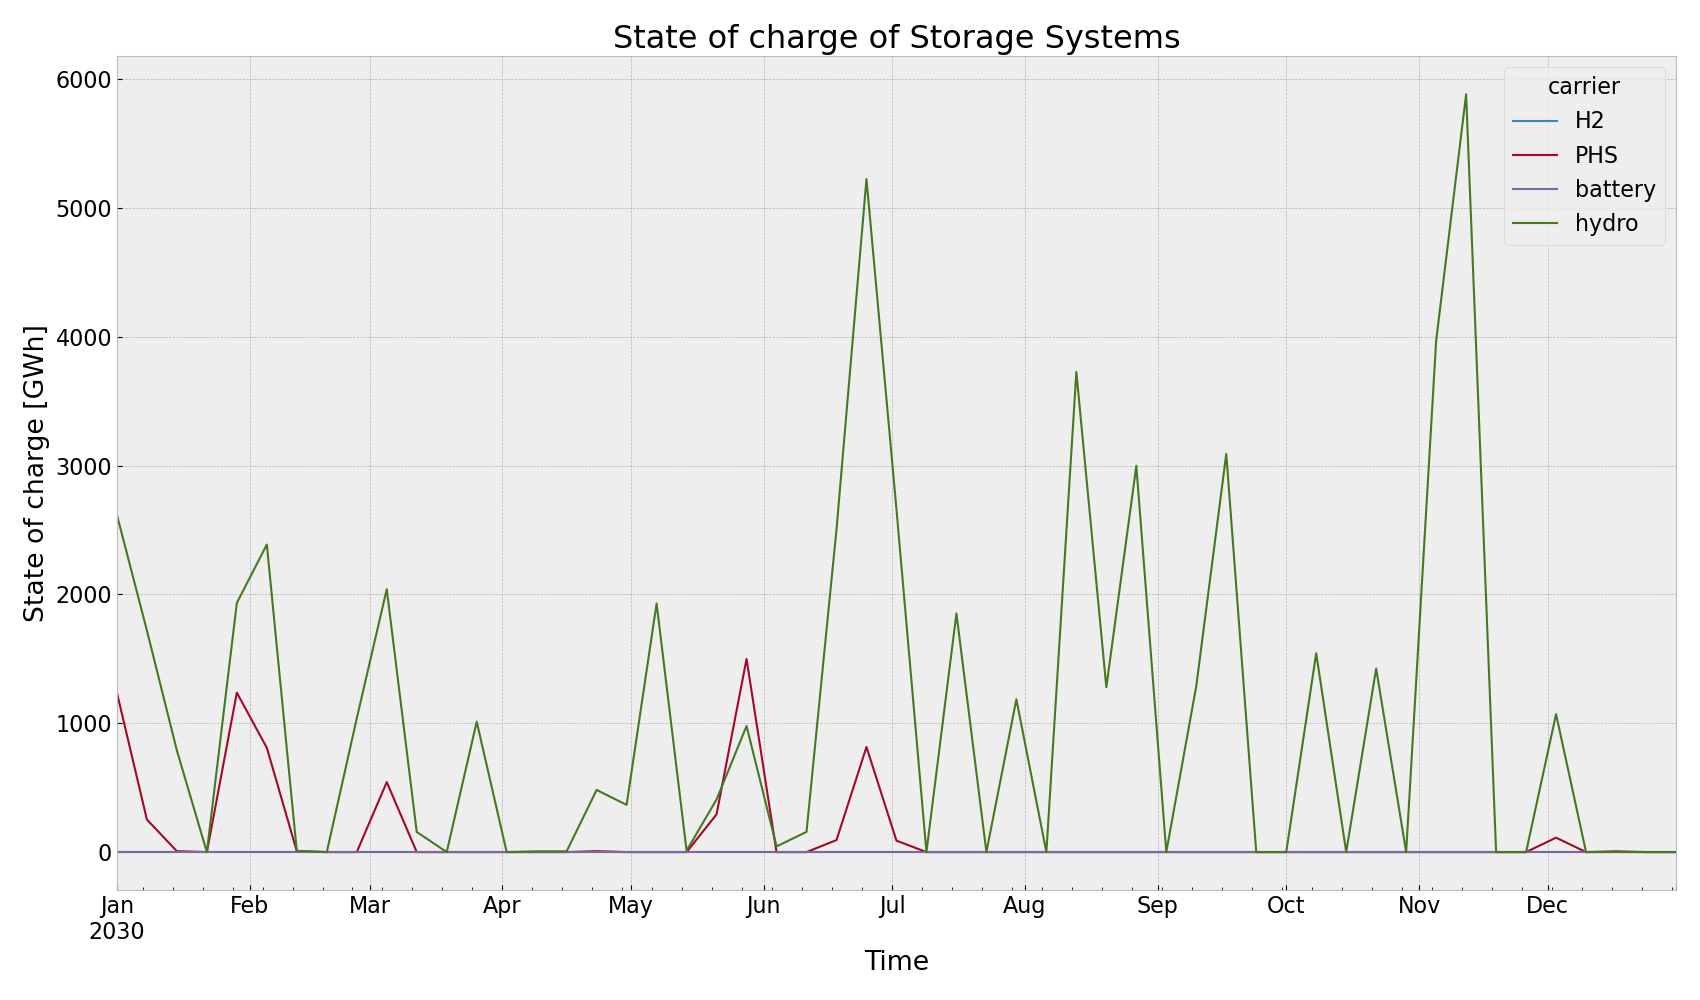 State of charge of Storage Systems
State of charge [GWh]
6000
5000
4000
3000
2000
1000
0
carrier
H2
PHS
battery
hydro
Jan Feb Mar Apr May Jun Jul Aug Sep Oct Nov Dec
2030
Time